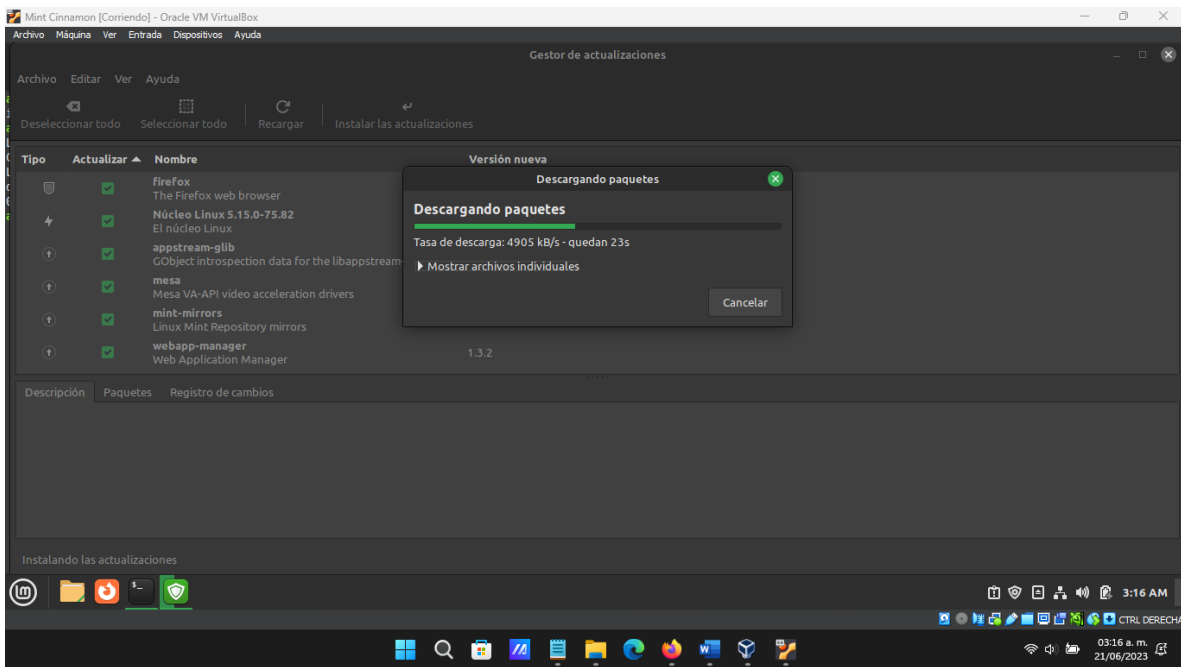 Mint Cinnamon [Corriendo] - Oracle VM VirtualBox
Archivo Máquina Ver Entrada Dispositivos Ayuda
Gestor de actualizaciones
Archivo Editar Ver Ayuda
Deseleccionar todo Seleccionar todo Recargar Instalar las actualizaciones
Tipo Actualizar Nombre Versión nueva
firefox
The Firefox web browser
Núcleo Linux 5.15.0-75.82
El núcleo Linux
appstream-glib
GObject introspection data for the libappstream-
mesa
Mesa VA-API video acceleration drivers
mint-mirrors
Linux Mint Repository mirrors
webapp-manager
Web Application Manager
1.3.2
Descargando paquetes
Descargando paquetes
Tasa de descarga: 4905 kB/s - quedan 23s
Mostrar archivos individuales
Cancelar
Descripción Paquetes Registro de cambios
Instalando las actualizaciones
3:16 AM
CTRL DERECHA
03:16 a. m.
21/06/2023